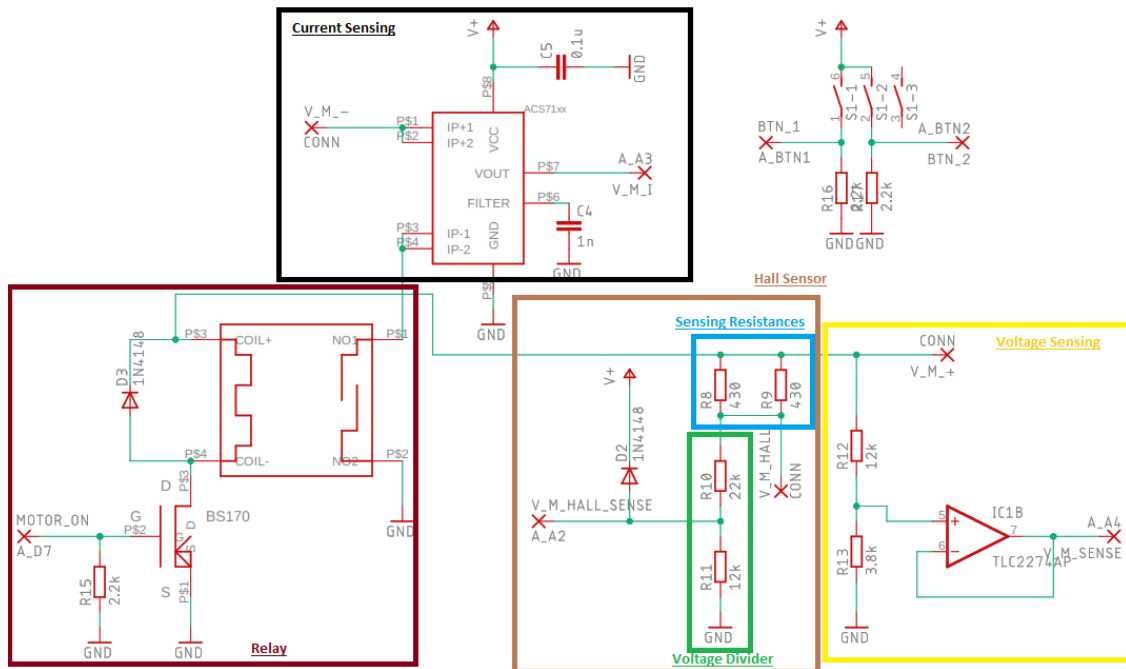 Current Sensing
V+
C5
0.1u
GND
P$8
ACS71xx
V_M_-
CONN
P$1
P$2
IP+1
IP+2
VCC
VOUT
P$7
A_A3
V_M_I
FILTER
P$6
C4
1n
GND
P$3
P$4
IP-1
IP-2
GND
GND
V+
6
5
4
S1-1
S1-2
S1-3
1
2
3
BTN_1
A_BTN1
A_BTN2
BTN_2
R16
2.2k
GND
GND
Hall Sensor
D3
1N4148
P$3
COIL+
NO1
P$1
P$4
COIL-
NO2
P$2
GND
P$3
D
G
BS170
MOTOR_ON
P$2
A_D7
D
S
R15
2.2k
S
P$1
GND
GND
Relay
Sensing Resistances
V+
D2
1N4148
R8
430
R9
430
V_M_HALL
CONN
R10
22k
V_M_HALL_SENSE
A_A2
R11
12k
GND
Voltage Divider
Voltage Sensing
CONN
V_M_+
R12
12k
R13
3.8k
GND
5
+
6
−
IC1B
7
TLC2274AP
A_A4
V_M_SENSE